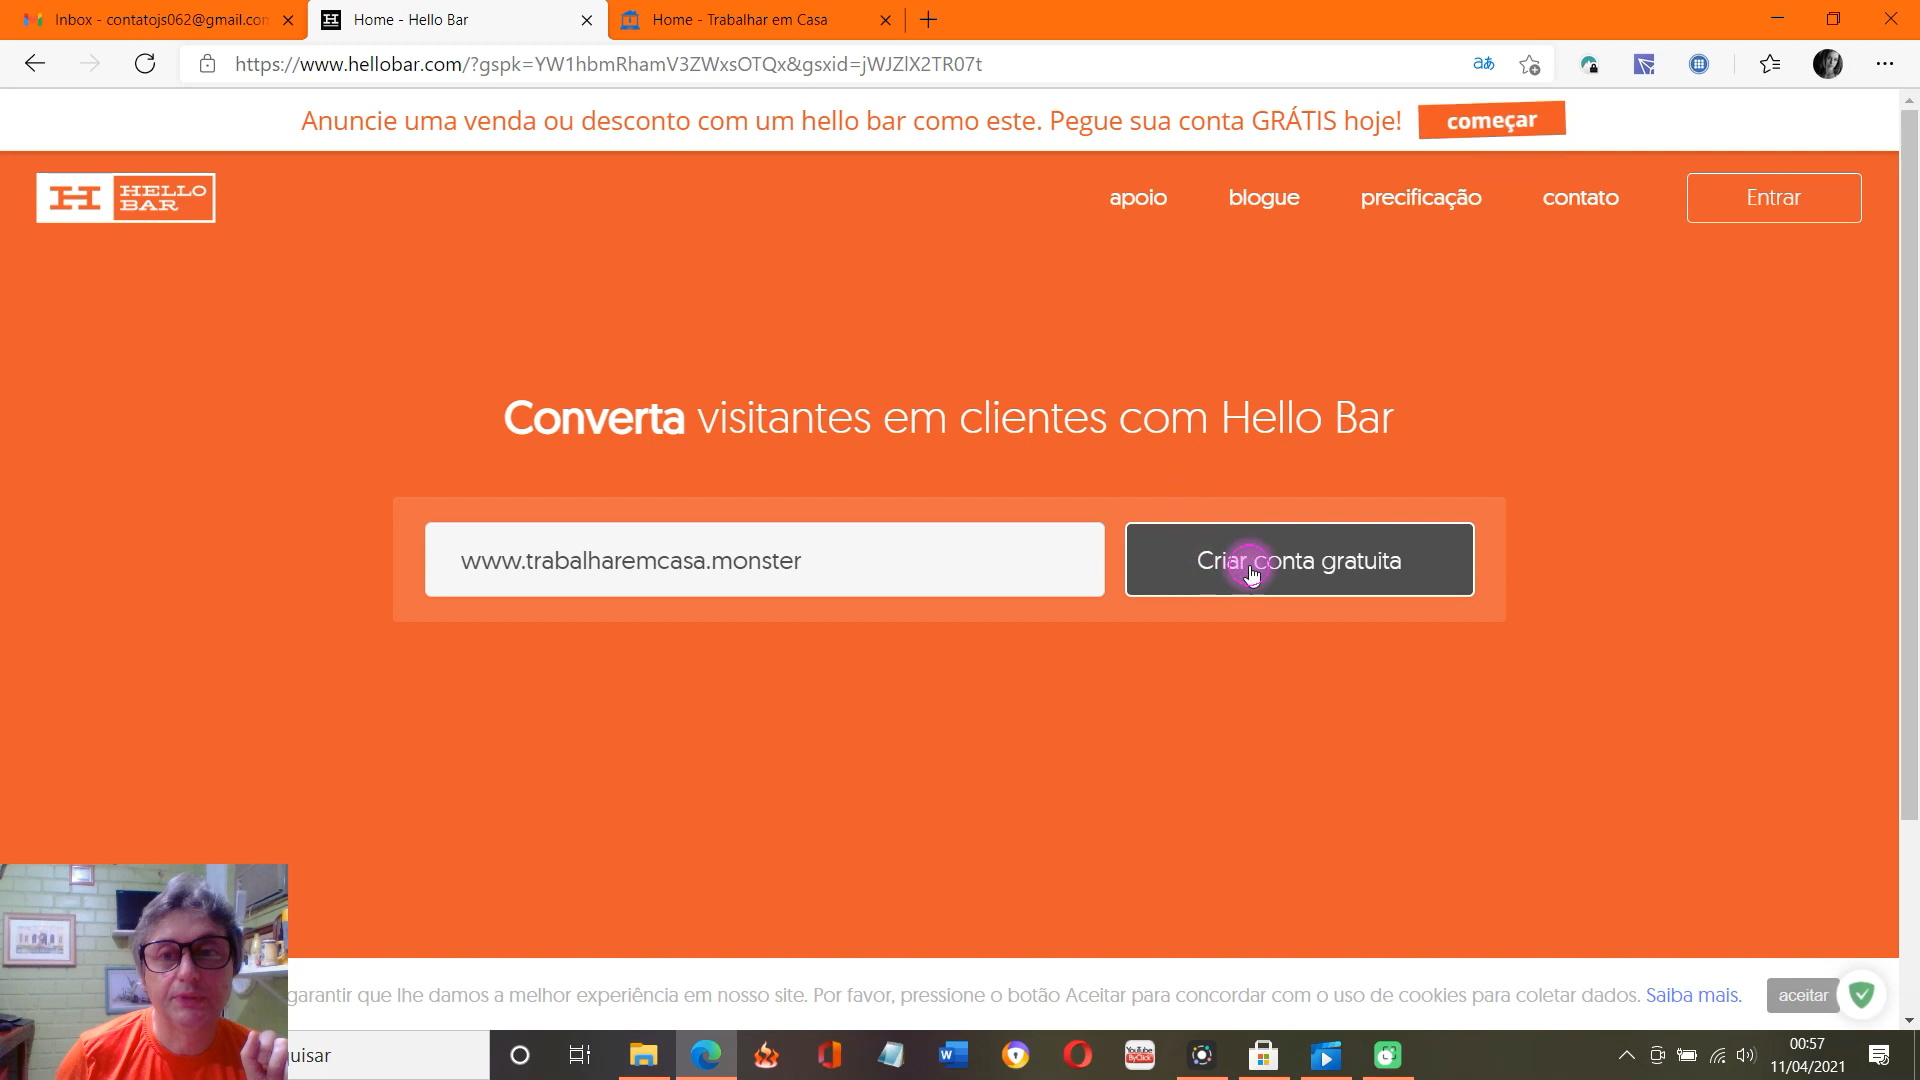 Inbox - contatojs062@gmail.con
Home - Hello Bar
Home - Trabalhar em Casa
https://www.hellobar.com/?gspk=YW1hbmRhamV3ZWxsOTQx&gsxid=jWJZlX2TR07t
Anuncie uma venda ou desconto com um hello bar como este. Pegue sua conta GRÁTIS hoje!
começar
H
HELLO
BAR
apoio
blogue
precificação
contato
Entrar
Converta visitantes em clientes com Hello Bar
www.trabalharemcasa.monster
Criar conta gratuita
garantir que lhe damos a melhor experiência em nosso site. Por favor, pressione o botão Aceitar para concordar com o uso de cookies para coletar dados. Saiba mais.
aceitar
uisar
YouTube
ByClick
00:57
11/04/2021